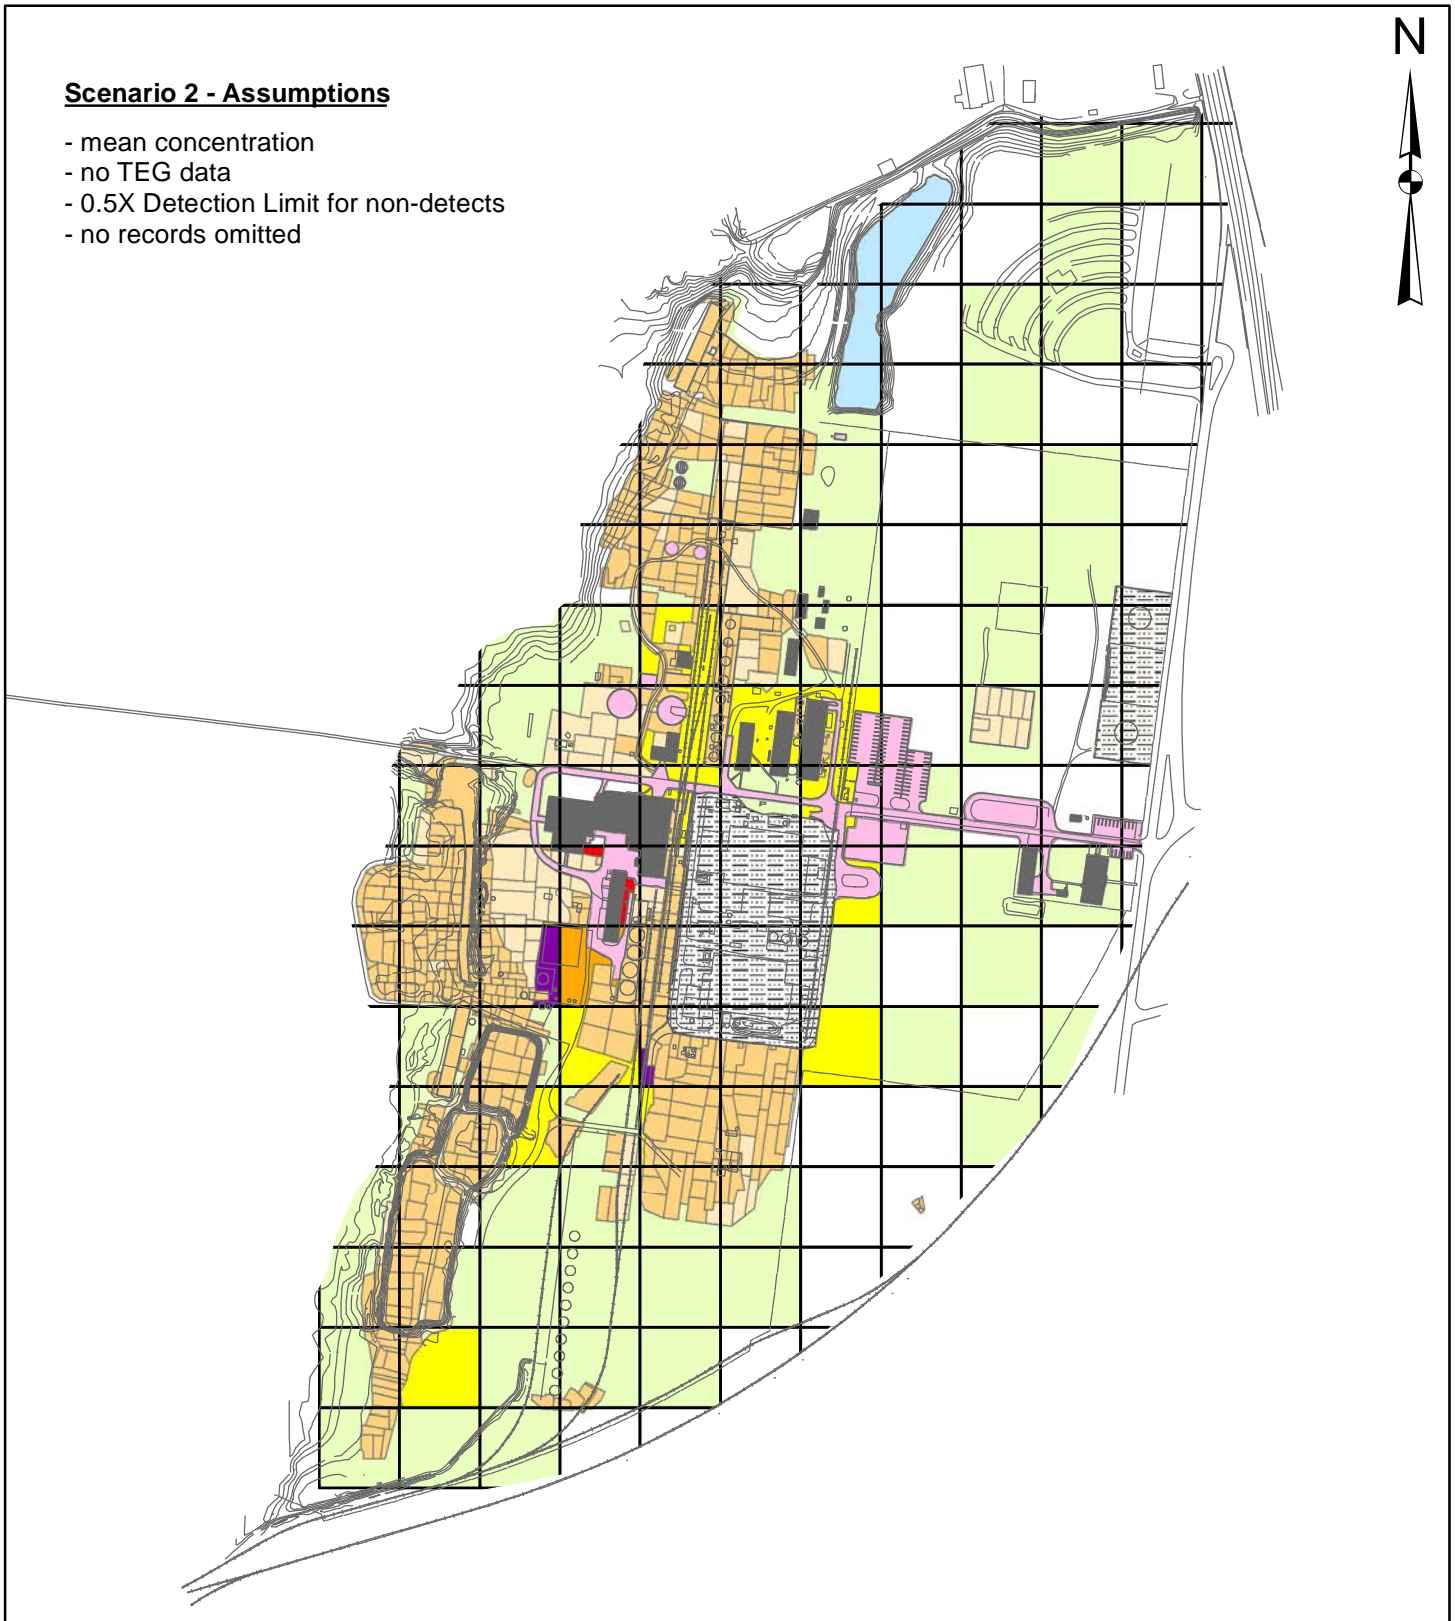 N
Scenario 2 - Assumptions
- mean concentration
- no TEG data
- 0.5X Detection Limit for non-detects
- no records omitted